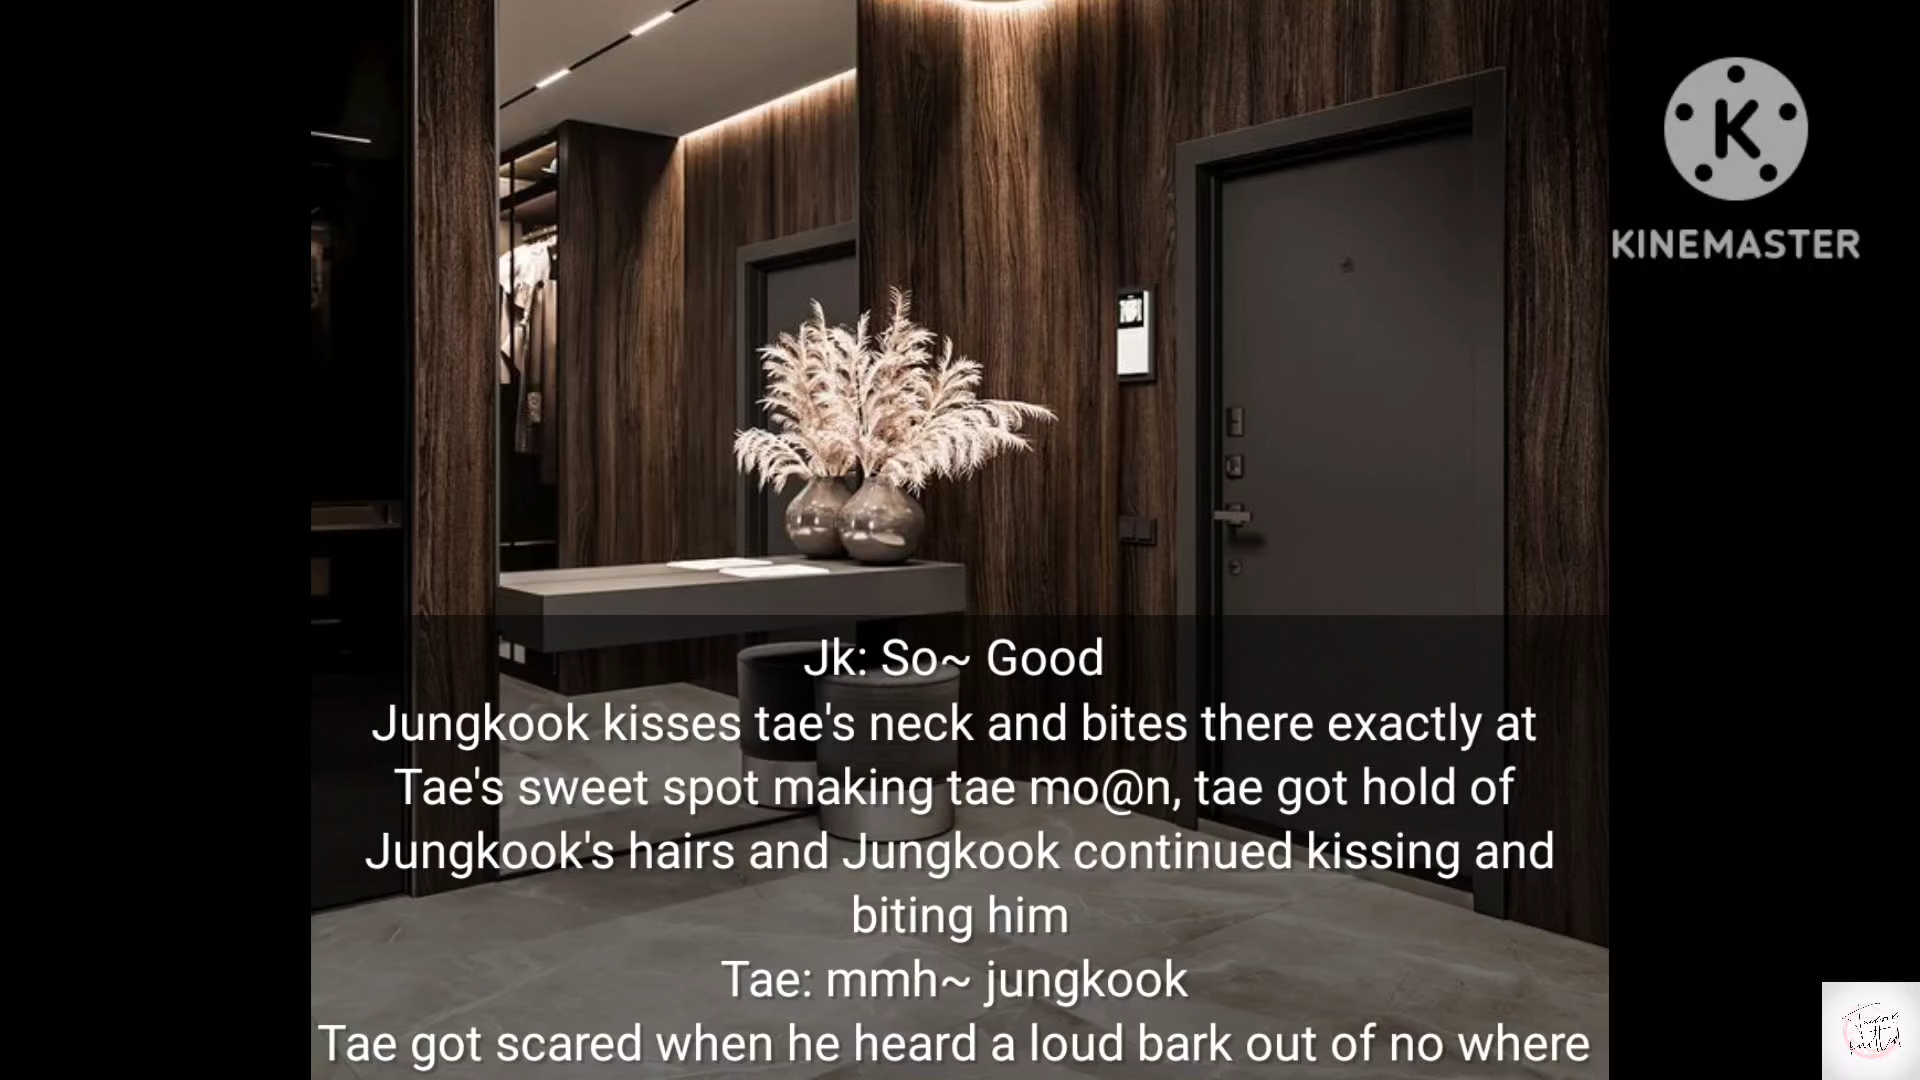 K
KINEMASTER
Jk: So~ Good
Jungkook kisses tae's neck and bites there exactly at
Tae's sweet spot making tae mo@n, tae got hold of
Jungkook's hairs and Jungkook continued kissing and
biting him
Tae: mmh~ jungkook
Tae got scared when he heard a loud bark out of no where